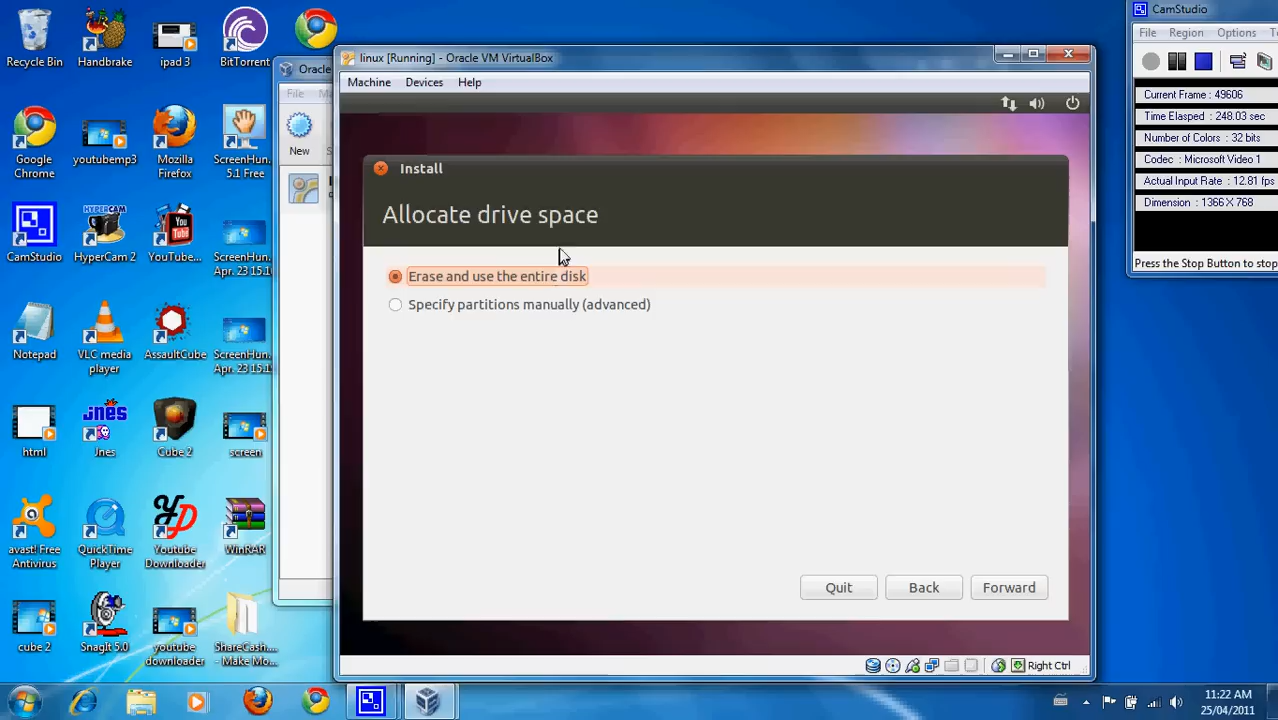 Recycle Bin
Handbrake
ipad 3
BitTorrent
Google
Chrome
youtubemp3
Mozilla
Firefox
ScreenHun...
5.1 Free
CamStudio
HyperCam 2
YouTube...
ScreenHun...
Apr. 23 15.1...
Notepad
VLC media
player
AssaultCube
ScreenHun...
Apr. 23 15.1...
html
Jnes
Cube 2
screen
avast! Free
Antivirus
QuickTime
Player
Youtube
Downloader
WinRAR
cube 2
SnagIt 5.0
youtube
downloader
ShareCash....
- Make Mo...
Oracle
File
New
linux [Running] - Oracle VM VirtualBox
Machine
Devices
Help
Install
Allocate drive space
Erase and use the entire disk
Specify partitions manually (advanced)
Quit
Back
Forward
Right Ctrl
CamStudio
File
Region
Options
Current Frame : 49606
Time Elasped : 248.03 sec
Number of Colors : 32 bits
Codec : Microsoft Video 1
Actual Input Rate : 12.81 fps
Dimension : 1366 X 768
Press the Stop Button to stop
11:22 AM
25/04/2011